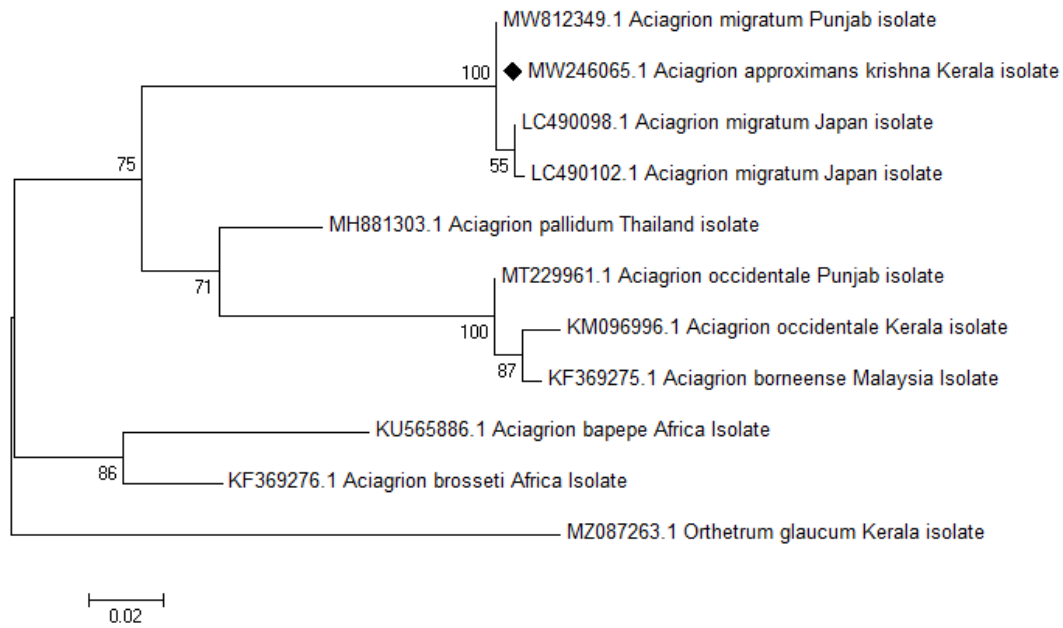 MW812349.1 Aciagrion migratum Punjab isolate
100
MW246065.1 Aciagrion approximans krishna Kerala isolate
LC490098.1 Aciagrion migratum Japan isolate
75
55
LC490102.1 Aciagrion migratum Japan isolate
MH881303.1 Aciagrion pallidum Thailand isolate
71
MT229961.1 Aciagrion occidentale Punjab isolate
100
KM096996.1 Aciagrion occidentale Kerala isolate
87
KF369275.1 Aciagrion borneense Malaysia Isolate
KU565886.1 Aciagrion bapepe Africa Isolate
86
KF369276.1 Aciagrion brosseti Africa Isolate
MZ087263.1 Orthetrum glaucum Kerala isolate
0.02